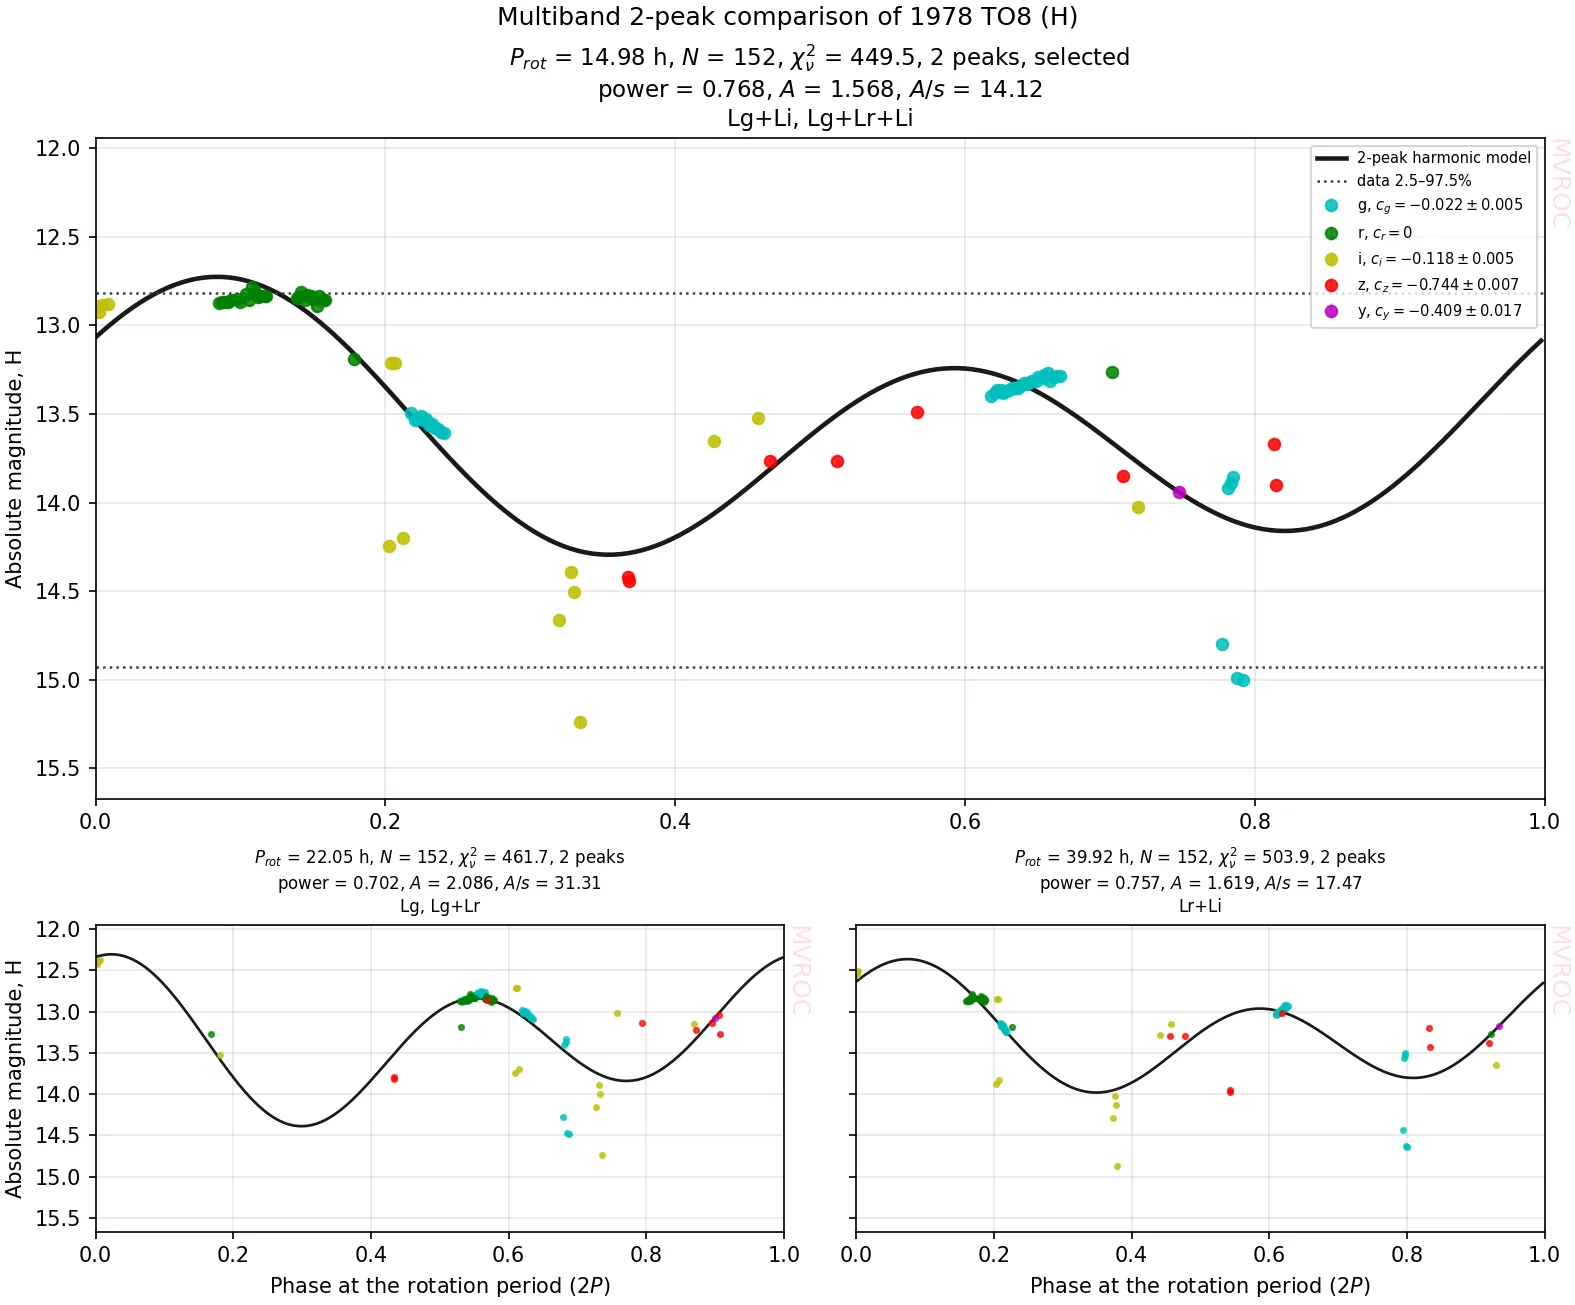 Multiband 2-peak comparison of 1978 TO8 (H)
P_rot = 14.98 h, N = 152, χ²_ν = 449.5, 2 peaks, selected
power = 0.768, A = 1.568, A/s = 14.12
Lg+Li, Lg+Lr+Li
2-peak harmonic model
data 2.5–97.5%
g, c_g = −0.022 ± 0.005
r, c_r = 0
i, c_i = −0.118 ± 0.005
z, c_z = −0.744 ± 0.007
y, c_y = −0.409 ± 0.017
MVROC
Absolute magnitude, H
12.0
12.5
13.0
13.5
14.0
14.5
15.0
15.5
0.0 0.2 0.4 0.6 0.8 1.0
P_rot = 22.05 h, N = 152, χ²_ν = 461.7, 2 peaks
power = 0.702, A = 2.086, A/s = 31.31
Lg, Lg+Lr
MVROC
Absolute magnitude, H
12.0
12.5
13.0
13.5
14.0
14.5
15.0
15.5
0.0 0.2 0.4 0.6 0.8 1.0
Phase at the rotation period (2P)
P_rot = 39.92 h, N = 152, χ²_ν = 503.9, 2 peaks
power = 0.757, A = 1.619, A/s = 17.47
Lr+Li
MVROC
0.0 0.2 0.4 0.6 0.8 1.0
Phase at the rotation period (2P)